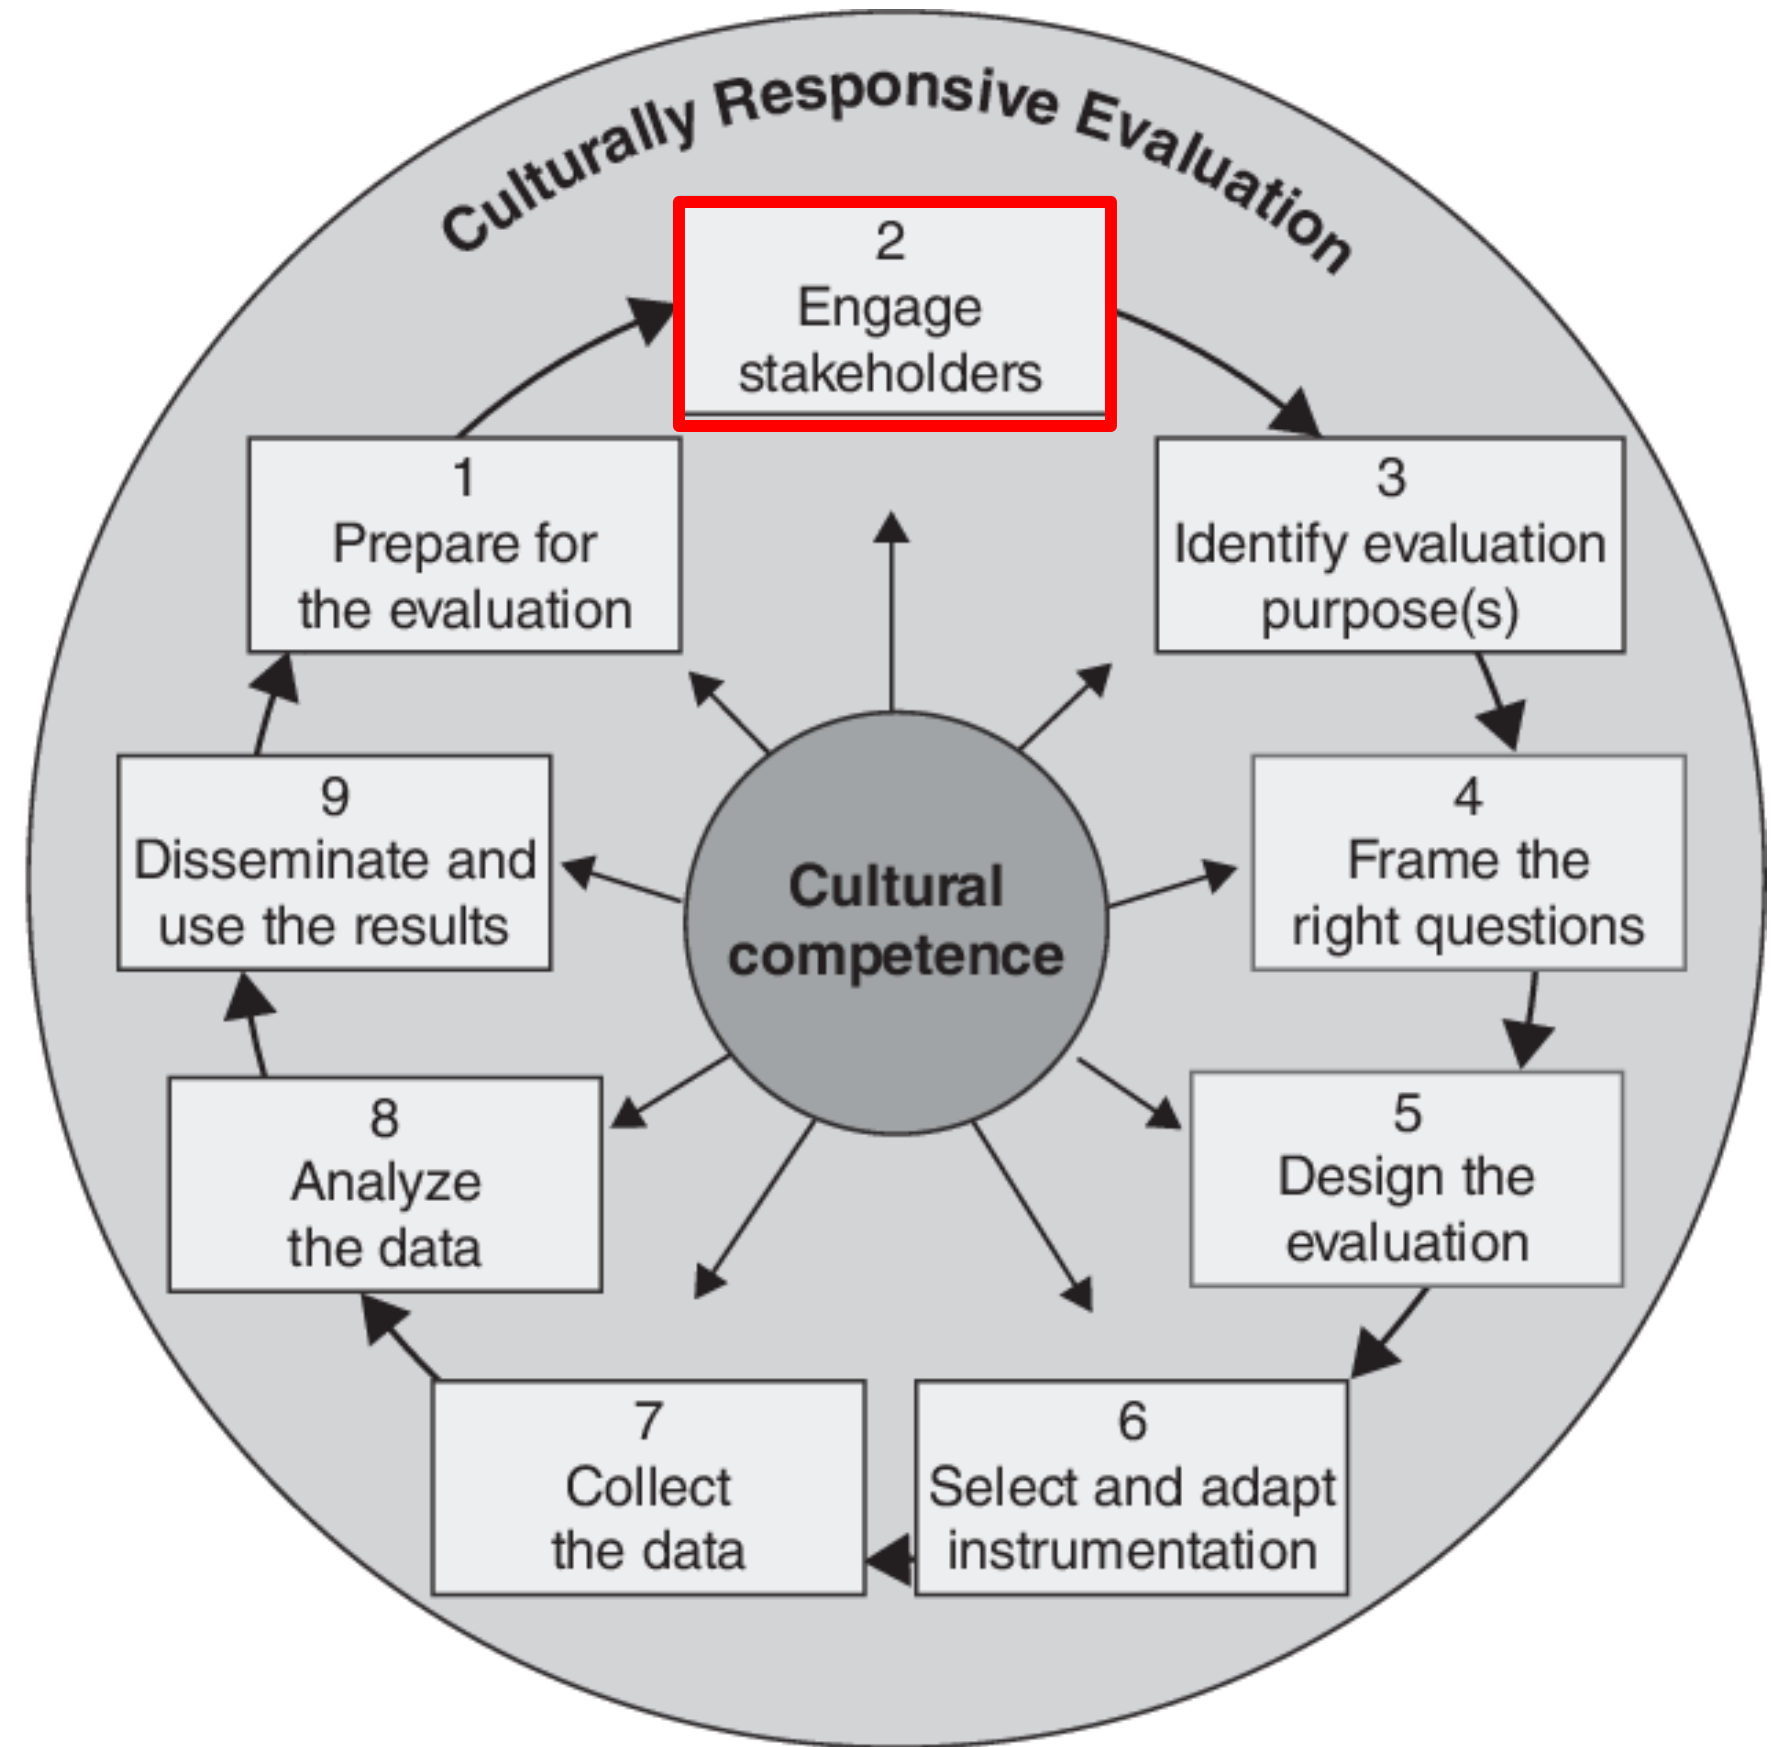 Culturally Responsive Evaluation
1
Prepare for
the evaluation
2
Engage
stakeholders
3
Identify evaluation
purpose(s)
4
Frame the
right questions
5
Design the
evaluation
6
Select and adapt
instrumentation
7
Collect
the data
8
Analyze
the data
9
Disseminate and
use the results
Cultural
competence